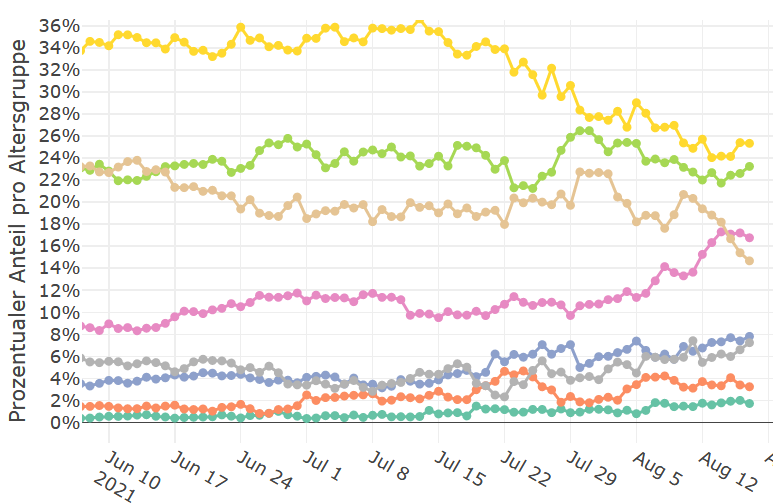 Prozentualer Anteil pro Altersgruppe
36%
34%
32%
30%
28%
26%
24%
22%
20%
18%
16%
14%
12%
10%
8%
6%
4%
2%
0%
Jun 10
2021
Jun 17
Jun 24
Jul 1
Jul 8
Jul 15
Jul 22
Jul 29
Aug 5
Aug 12